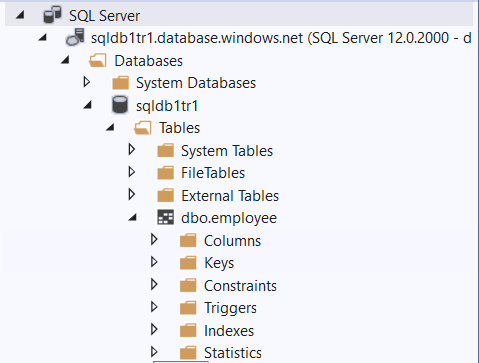 SQL Server
sqldb1tr1.database.windows.net (SQL Server 12.0.2000 - d
Databases
System Databases
sqldb1tr1
Tables
System Tables
FileTables
External Tables
dbo.employee
Columns
Keys
Constraints
Triggers
Indexes
Statistics